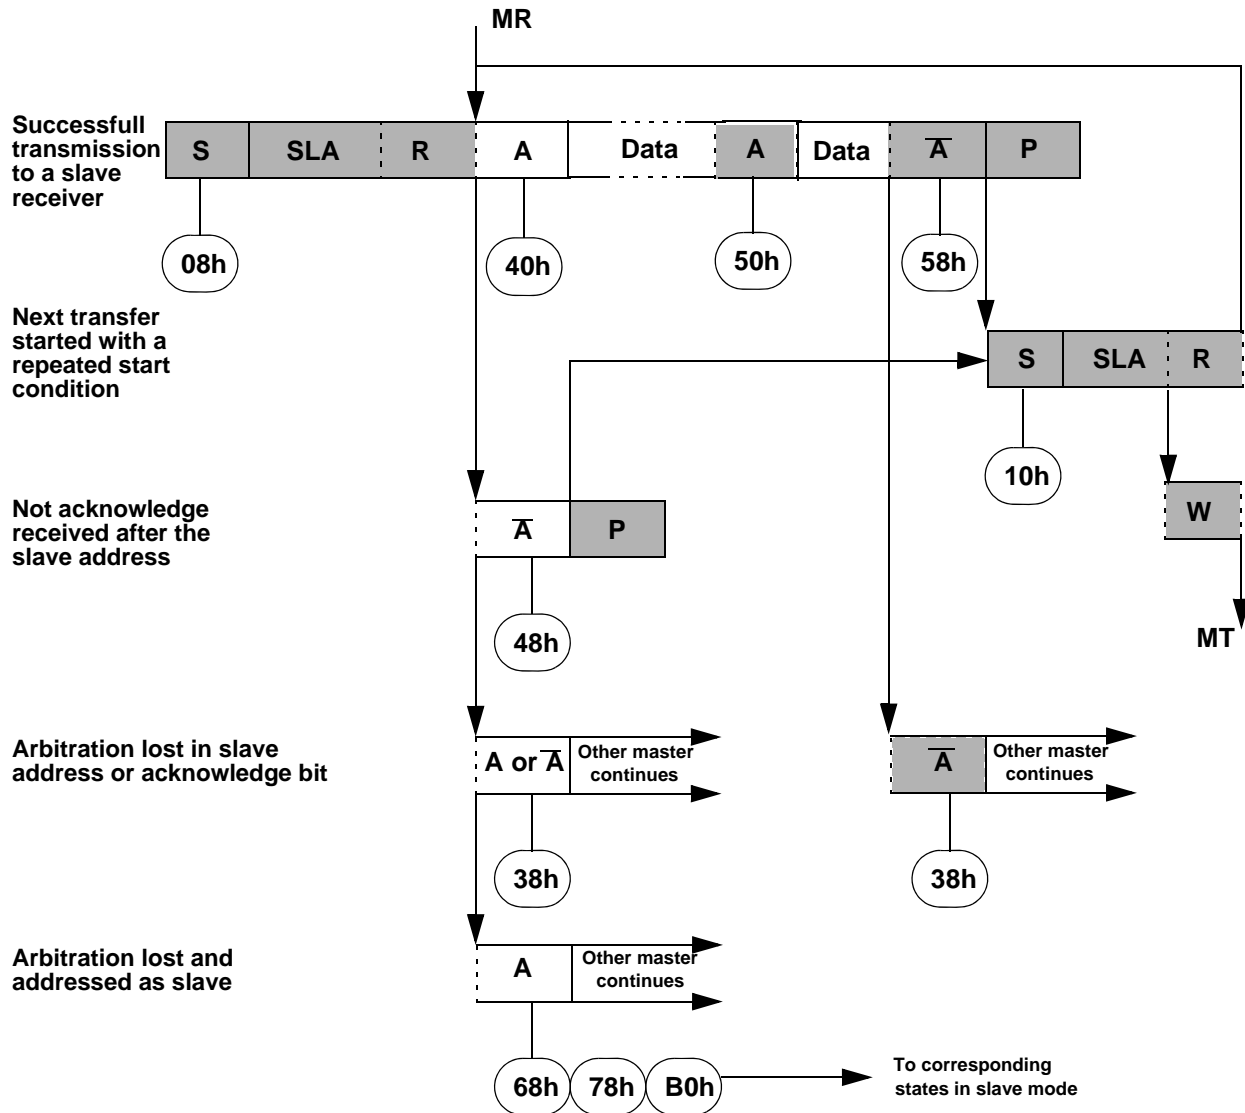 MR
Successfull
transmission
to a slave
receiver
S SLA R A Data A Data A̅ P
08h 40h 50h 58h
Next transfer
started with a
repeated start
condition
S SLA R
10h
W
MT
Not acknowledge
received after the
slave address
A̅ P
48h
Arbitration lost in slave
address or acknowledge bit
A or A̅
Other master
continues
A̅
Other master
continues
38h 38h
Arbitration lost and
addressed as slave
A
Other master
continues
68h 78h B0h
To corresponding
states in slave mode